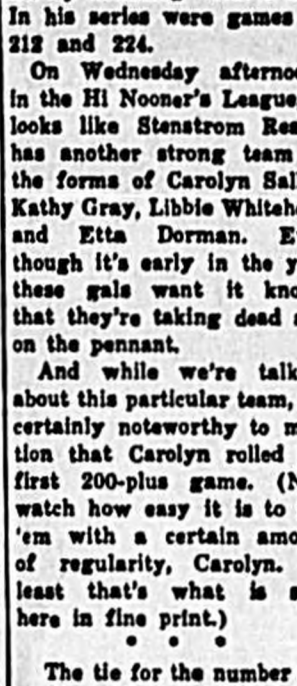 In his series were games
212 and 224.
On Wednesday afterno
in the Hi Nooner's League
looks like Stenstrom Res
has another strong team
the forms of Carolyn Sal
Kathy Gray, Libbie Whiteh
and Etta Dorman. E
though it's early in the y
these gals want it kno
that they're taking dead
on the pennant.
And while we're talk
about this particular team,
certainly noteworthy to m
tion that Carolyn rolled
first 200-plus game. (N
watch how easy it is to
'em with a certain amo
of regularity, Carolyn.
least that's what is s
here in fine print.)
• • •
The tie for the number